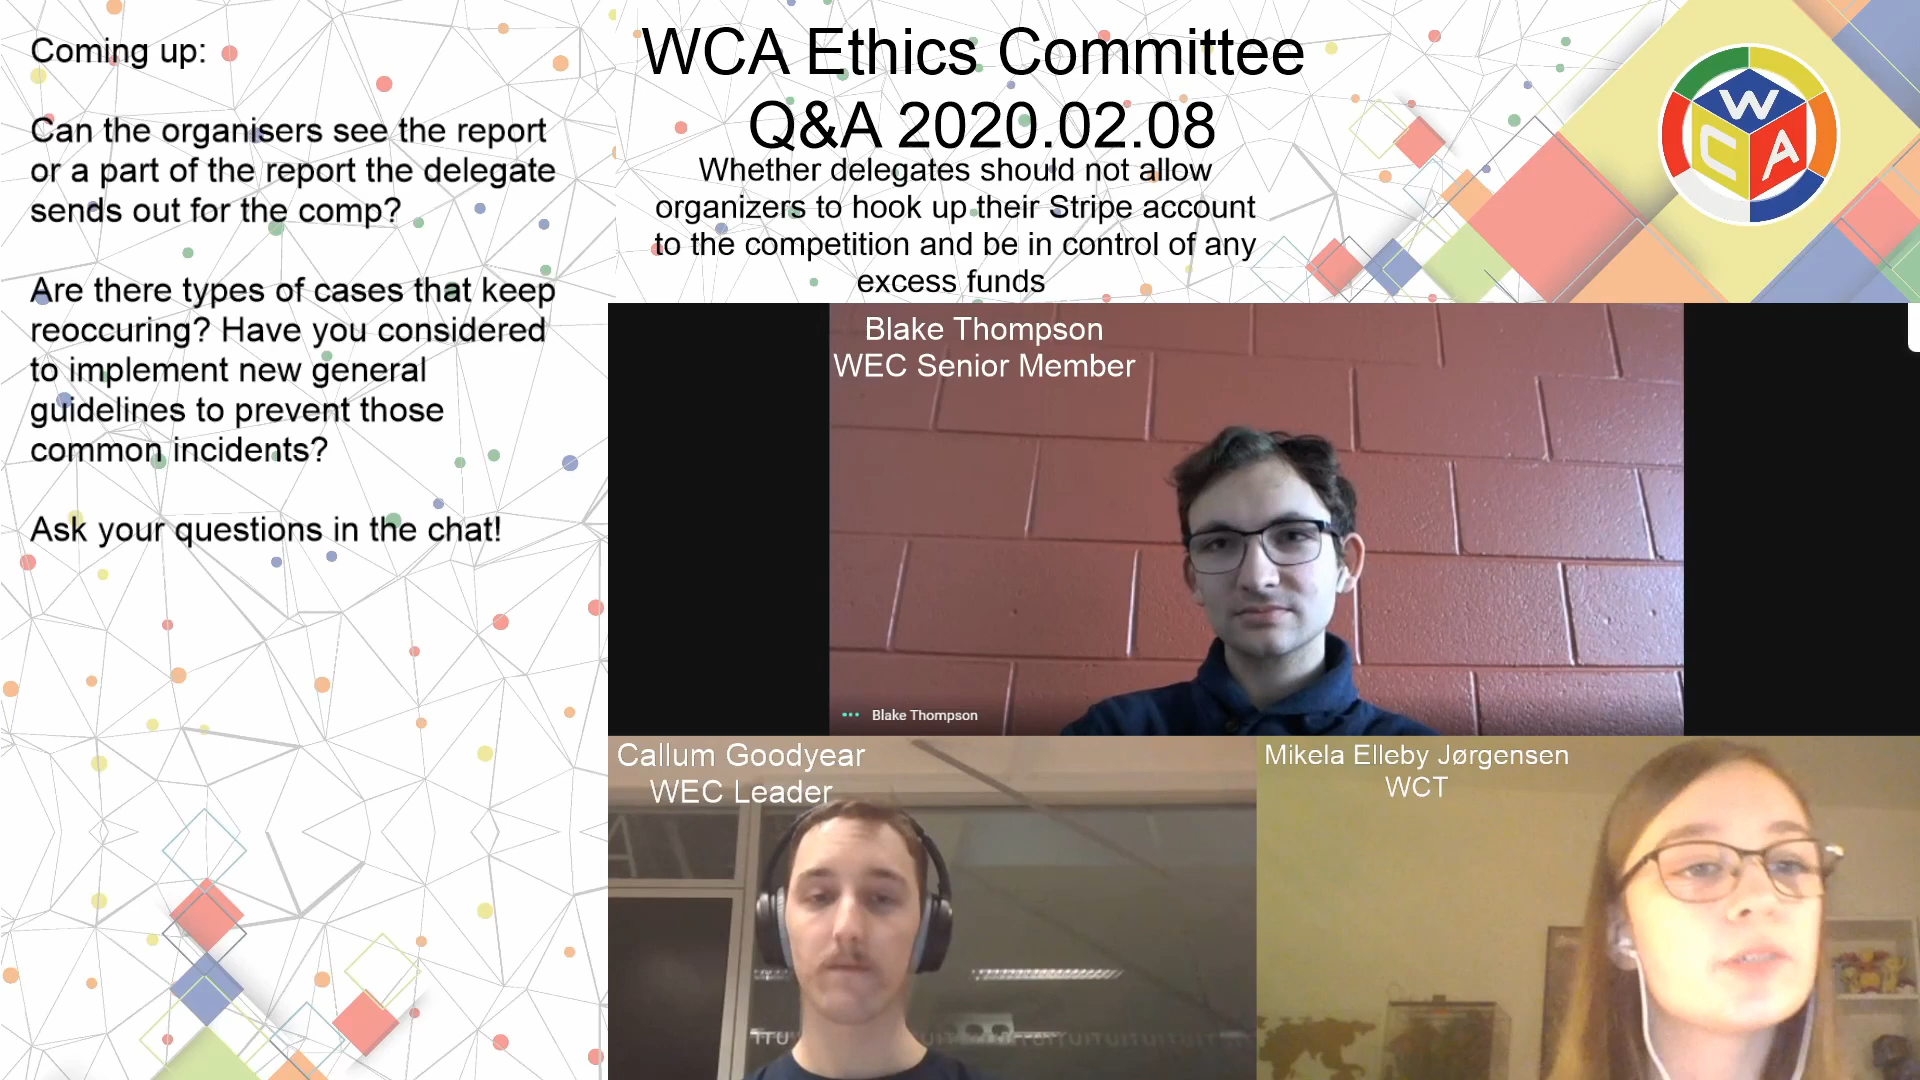 Coming up:
Can the organisers see the report
or a part of the report the delegate
sends out for the comp?
Are there types of cases that keep
reoccuring? Have you considered
to implement new general
guidelines to prevent those
common incidents?
Ask your questions in the chat!
WCA Ethics Committee
Q&A 2020.02.08
Whether delegates should not allow
organizers to hook up their Stripe account
to the competition and be in control of any
excess funds
WCA
Blake Thompson
WEC Senior Member
Blake Thompson
Callum Goodyear
WEC Leader
Mikela Elleby Jørgensen
WCT